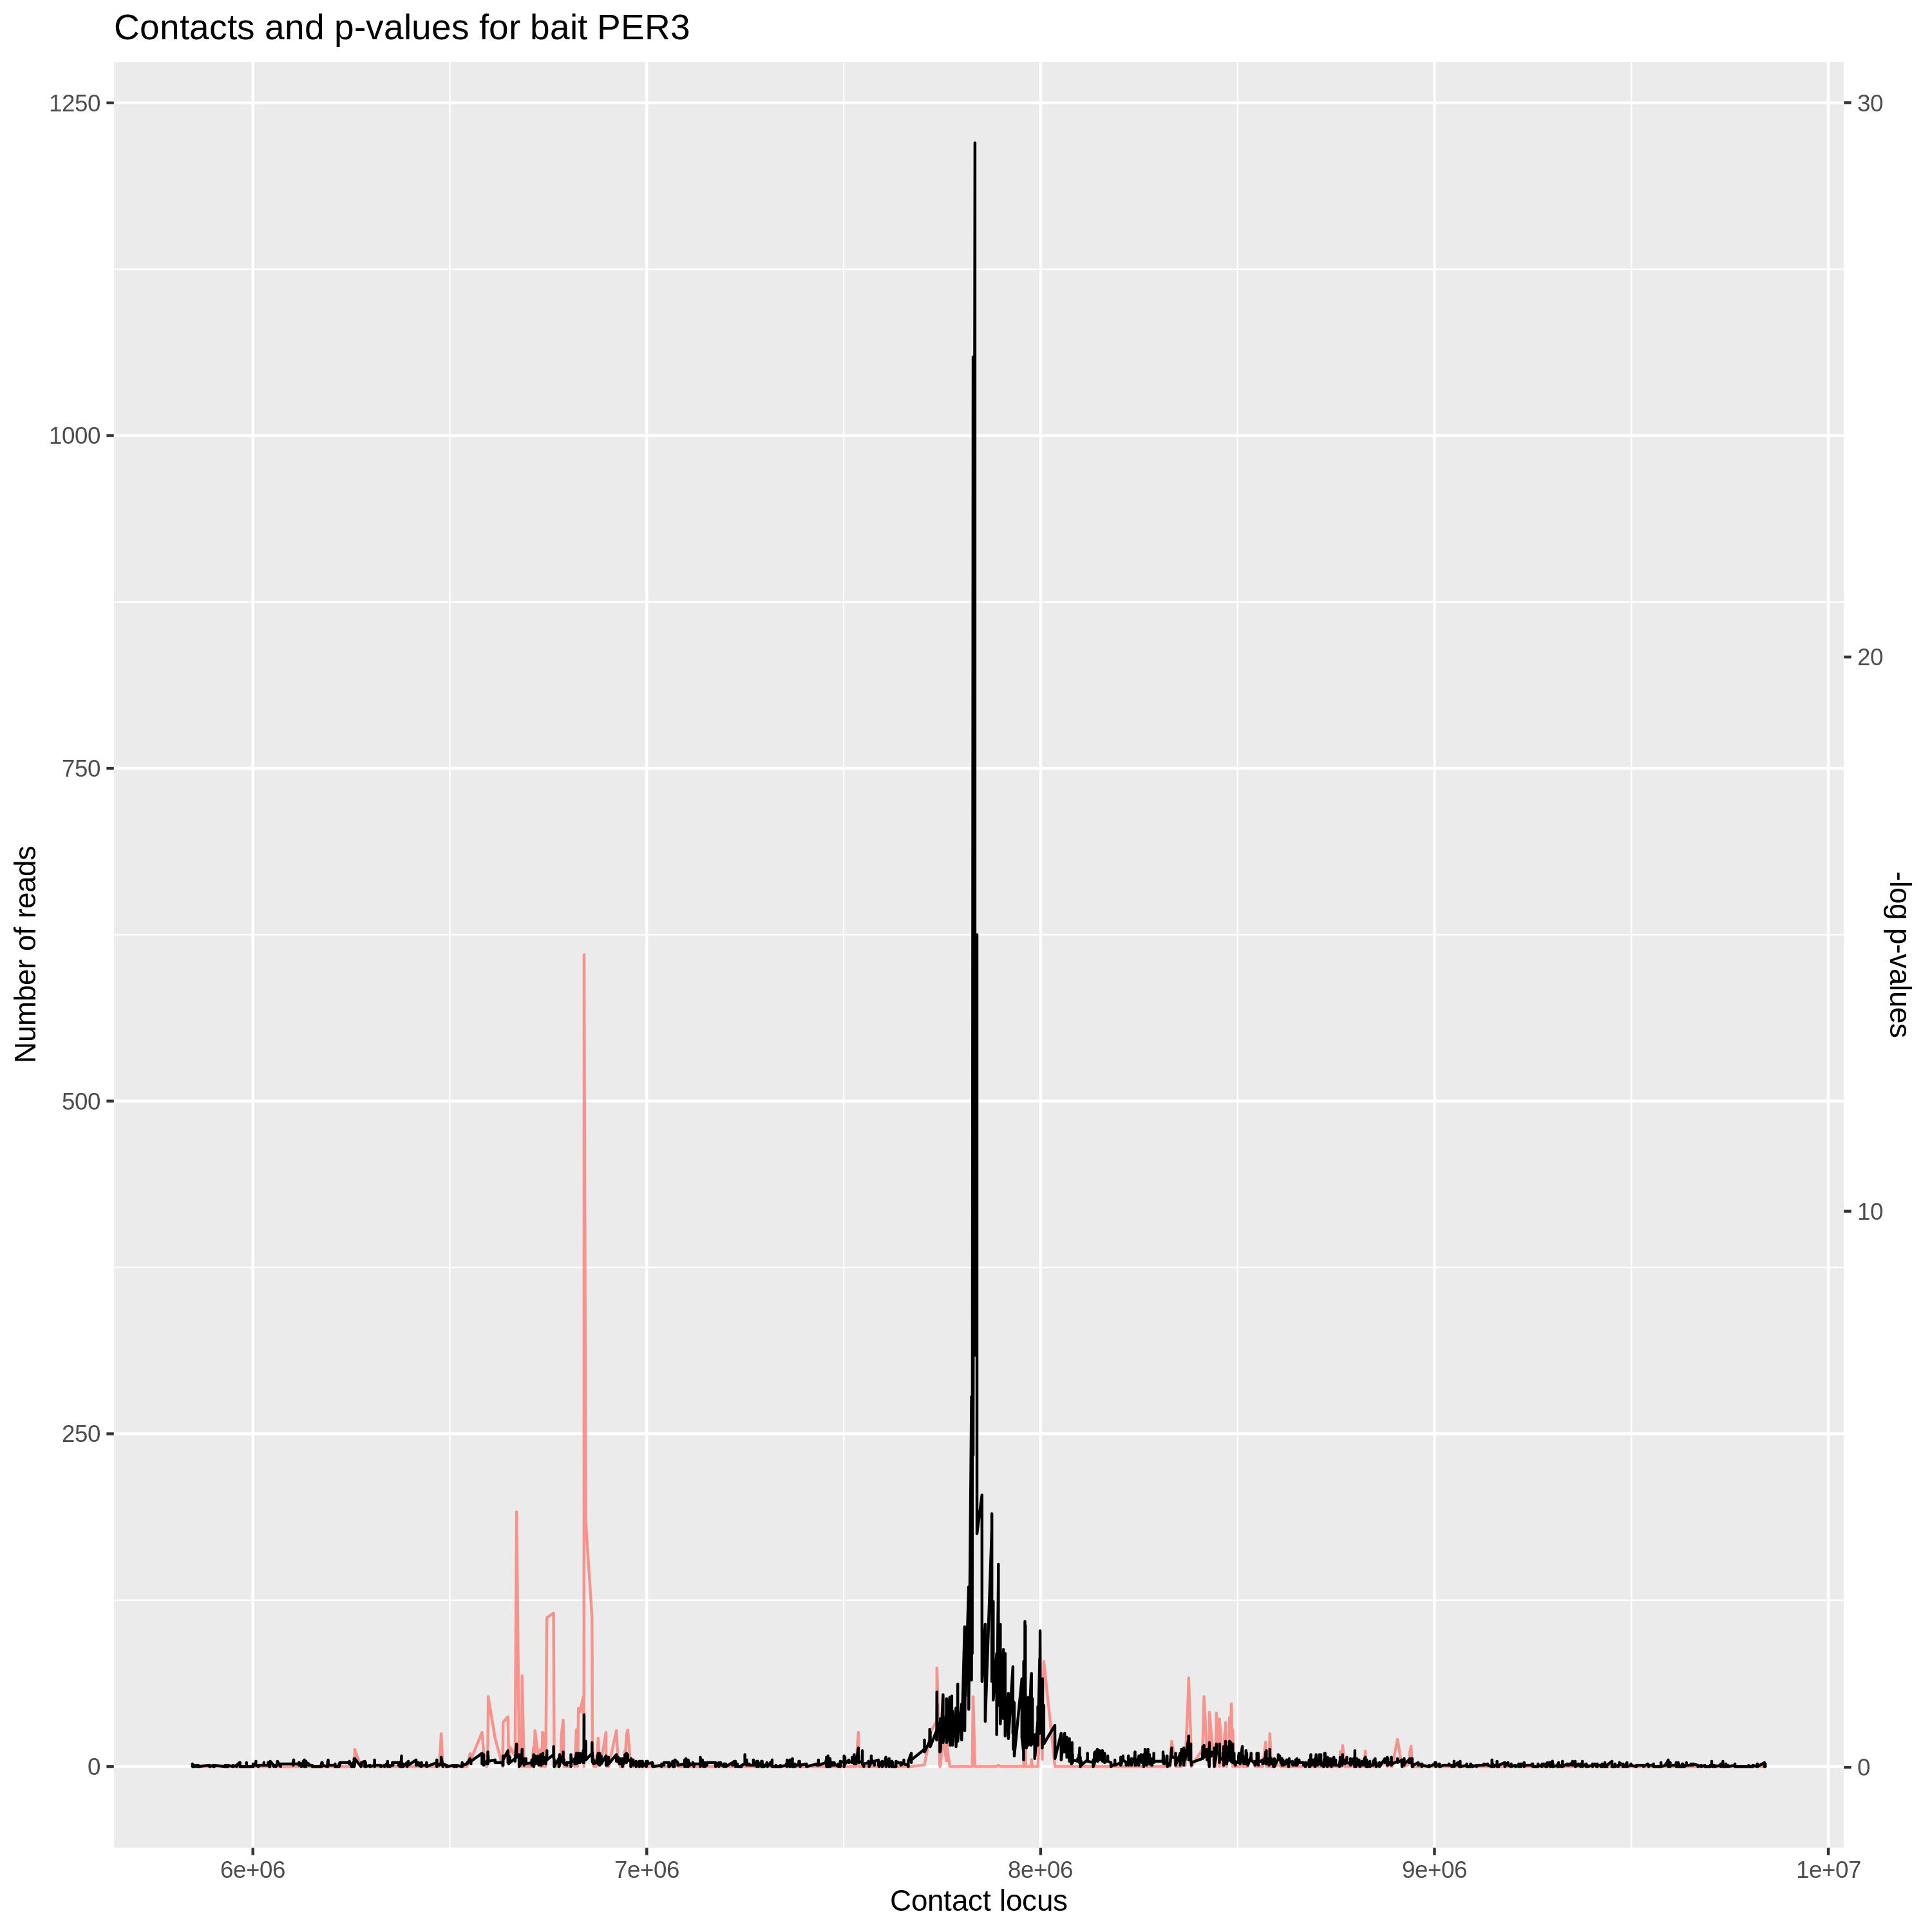 Contacts and p-values for bait PER3
1250
1000
750
500
250
0
Number of reads
30
20
10
0
-log p-values
6e+06
7e+06
8e+06
9e+06
1e+07
Contact locus